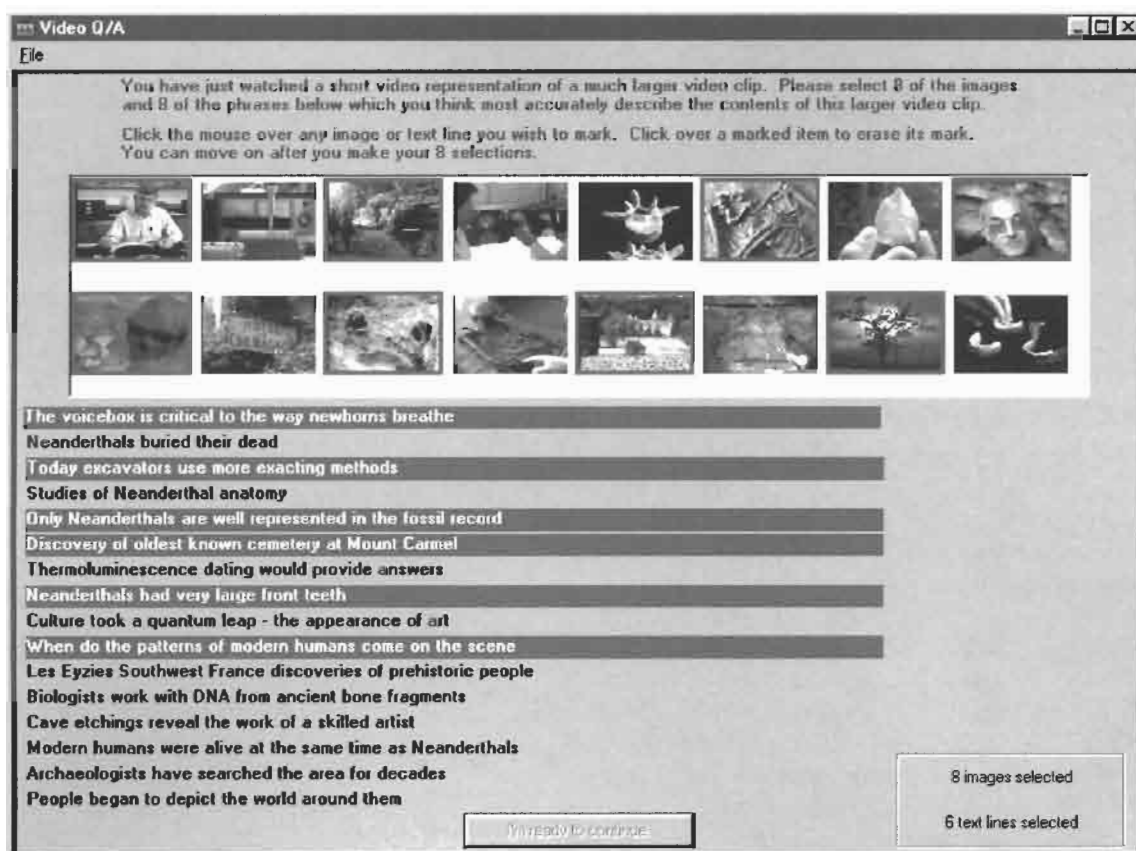 Video Q/A
File
You have just watched a short video representation of a much larger video clip. Please select 8 of the images
and 8 of the phrases below which you think most accurately describe the contents of this larger video clip.
Click the mouse over any image or text line you wish to mark. Click over a marked item to erase its mark.
You can move on after you make your 8 selections.
The voicebox is critical to the way newborns breathe
Neanderthals buried their dead
Today excavators use more exacting methods
Studies of Neanderthal anatomy
Only Neanderthals are well represented in the fossil record
Discovery of oldest known cemetery at Mount Carmel
Thermoluminescence dating would provide answers
Neanderthals had very large front teeth
Culture took a quantum leap - the appearance of art
When do the patterns of modern humans come on the scene
Les Eyzies Southwest France discoveries of prehistoric people
Biologists work with DNA from ancient bone fragments
Cave etchings reveal the work of a skilled artist
Modern humans were alive at the same time as Neanderthals
Archaeologists have searched the area for decades
People began to depict the world around them
8 images selected
6 text lines selected
I'm ready to continue